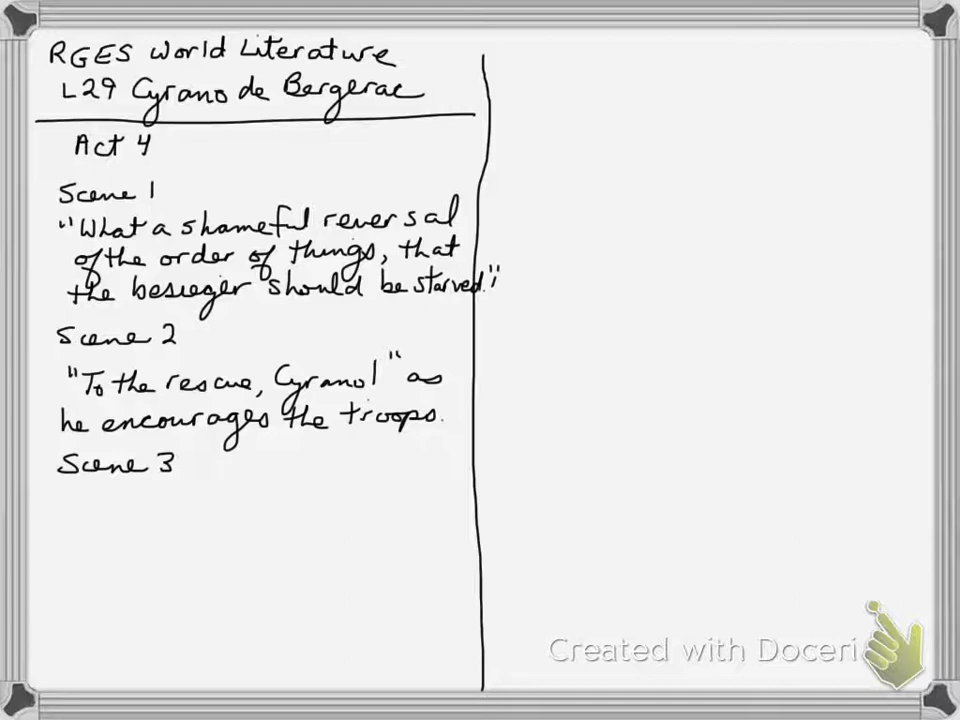 RGES World Literature
L29 Cyrano de Bergerac
Act 4
Scene 1
"What a shameful reversal
of the order of things, that
the besieger should be starved."
Scene 2
"To the rescue, Cyrano!" as
he encourages the troops.
Scene 3
Created with Doceri